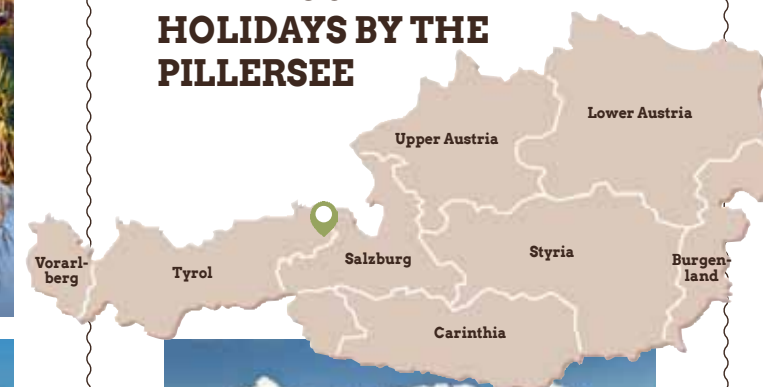 HOLIDAYS BY THE
PILLERSEE
Lower Austria
Upper Austria
Styria
Salzburg
Vorarl-
berg
Tyrol
Burgen-
land
Carinthia